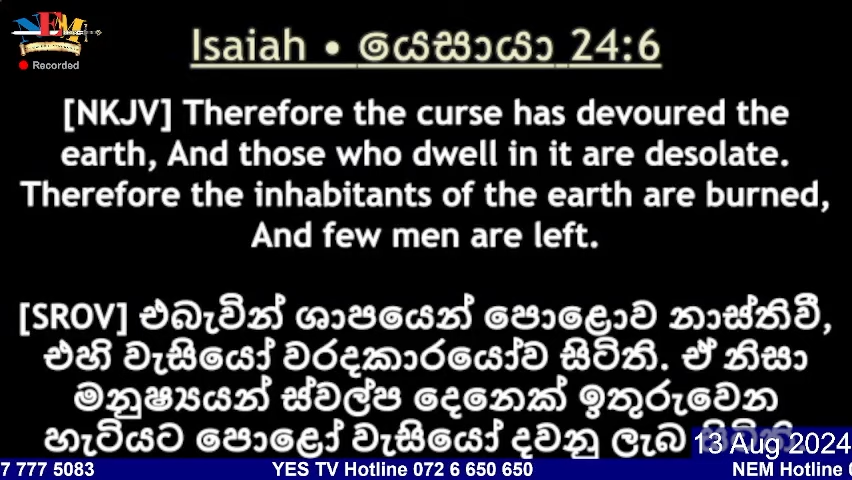 NEM
Recorded
Isaiah • යෙසායා 24:6
[NKJV] Therefore the curse has devoured the
earth, And those who dwell in it are desolate.
Therefore the inhabitants of the earth are burned,
And few men are left.
[SROV] එබැවින් ශාපයෙන් පොළොව නාස්තිවී,
එහි වැසියෝ වරදකාරයෝව සිටිති. ඒ නිසා
මනුෂ්‍යයන් ස්වල්ප දෙනෙක් ඉතුරුවෙන
හැටියට පොළෝ වැසියෝ දවනු ලැබ
13 Aug 2024
7 777 5083 YES TV Hotline 072 6 650 650 NEM Hotline